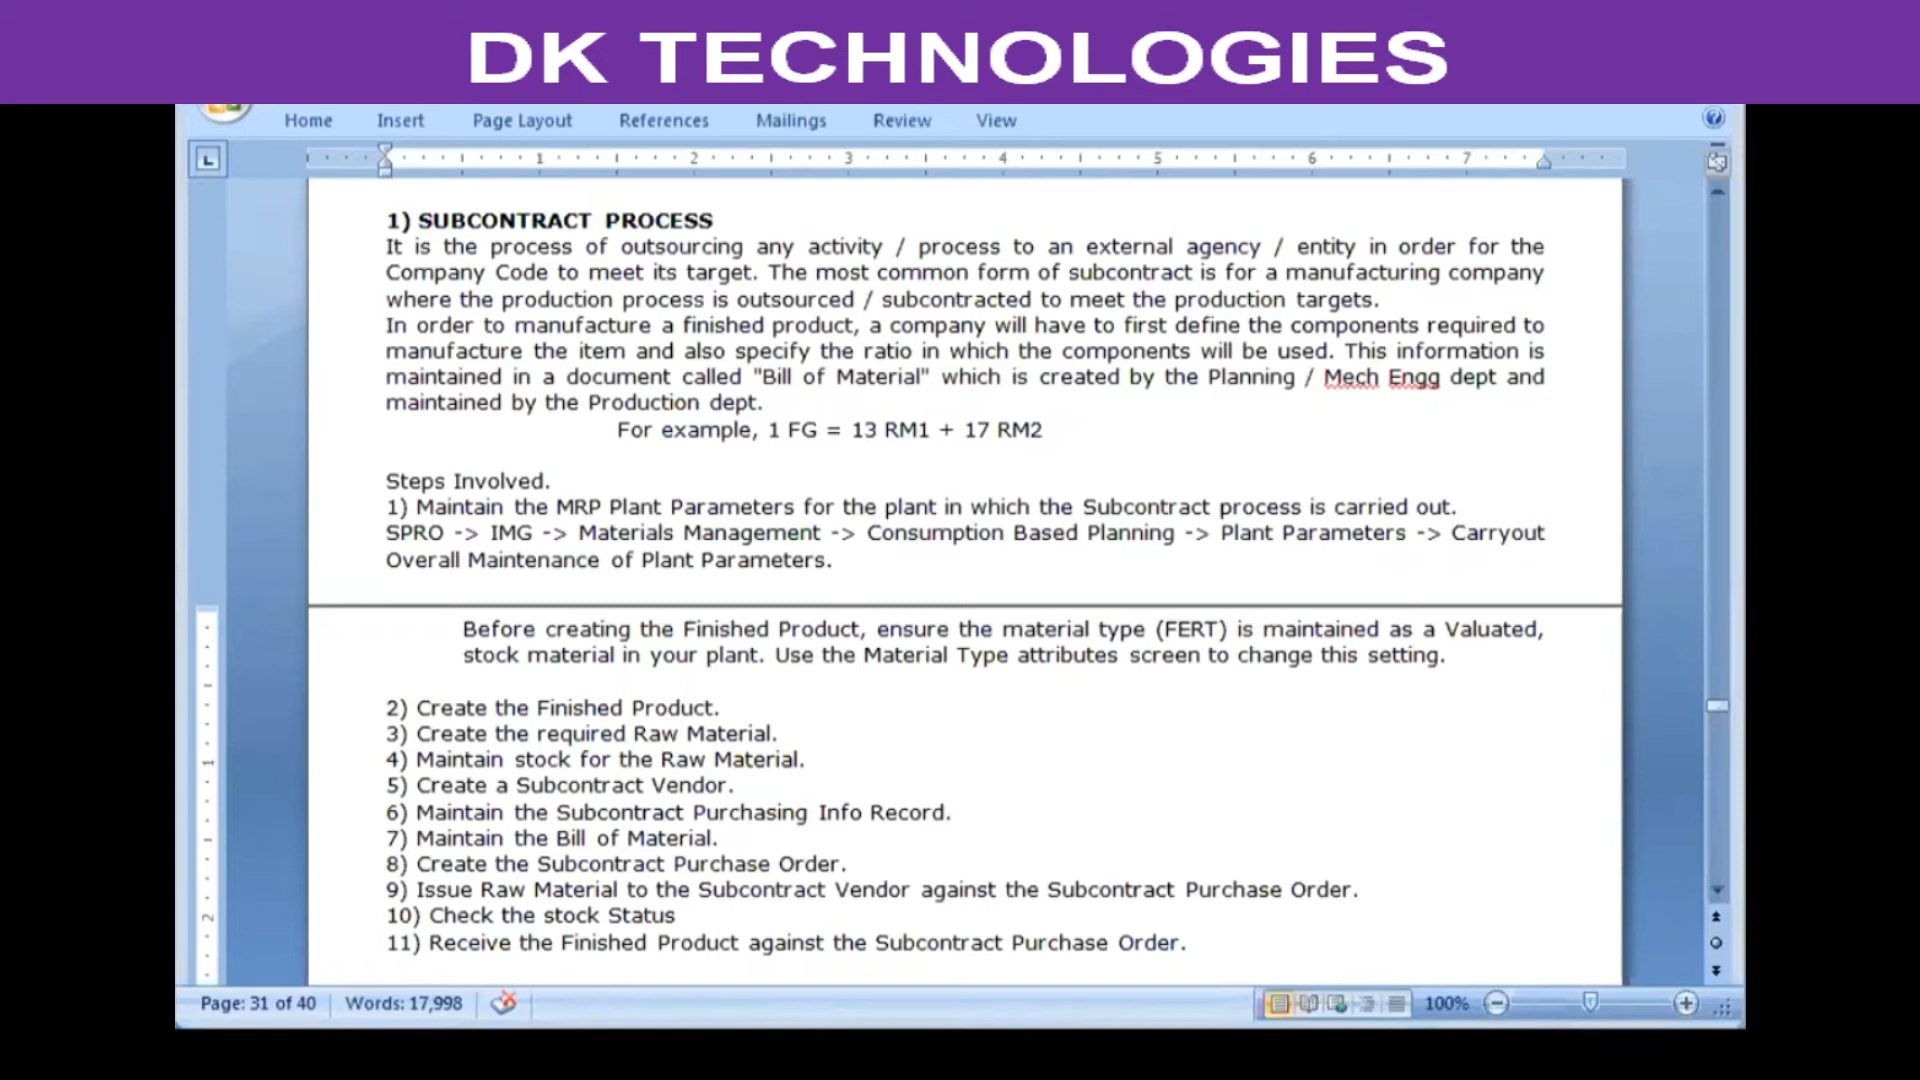 DK TECHNOLOGIES
Home Insert Page Layout References Mailings Review View
1 2 3 4 5 6 7
1) SUBCONTRACT PROCESS
It is the process of outsourcing any activity / process to an external agency / entity in order for the
Company Code to meet its target. The most common form of subcontract is for a manufacturing company
where the production process is outsourced / subcontracted to meet the production targets.
In order to manufacture a finished product, a company will have to first define the components required to
manufacture the item and also specify the ratio in which the components will be used. This information is
maintained in a document called "Bill of Material" which is created by the Planning / Mech Engg dept and
maintained by the Production dept.
For example, 1 FG = 13 RM1 + 17 RM2
Steps Involved.
1) Maintain the MRP Plant Parameters for the plant in which the Subcontract process is carried out.
SPRO -> IMG -> Materials Management -> Consumption Based Planning -> Plant Parameters -> Carryout
Overall Maintenance of Plant Parameters.
Before creating the Finished Product, ensure the material type (FERT) is maintained as a Valuated,
stock material in your plant. Use the Material Type attributes screen to change this setting.
2) Create the Finished Product.
3) Create the required Raw Material.
4) Maintain stock for the Raw Material.
5) Create a Subcontract Vendor.
6) Maintain the Subcontract Purchasing Info Record.
7) Maintain the Bill of Material.
8) Create the Subcontract Purchase Order.
9) Issue Raw Material to the Subcontract Vendor against the Subcontract Purchase Order.
10) Check the stock Status
11) Receive the Finished Product against the Subcontract Purchase Order.
1
2
Page: 31 of 40 Words: 17,998 100%